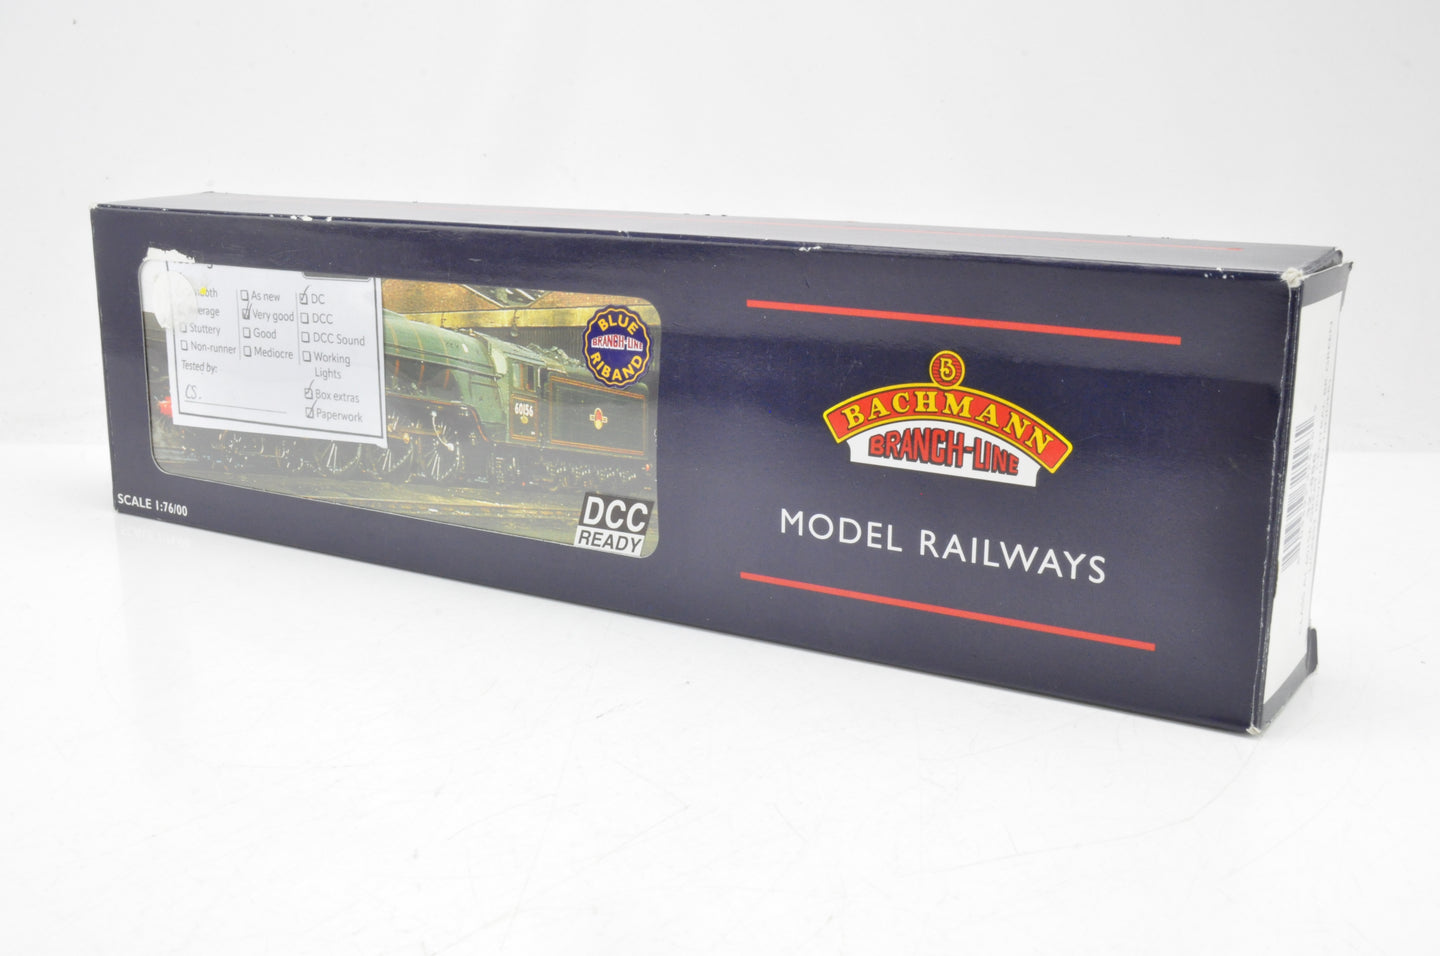 As new
DC
Very good
DCC
Stuttery
Good
DCC Sound
Non-runner
Mediocre
Working
Lights
Tested by:
CS.
Box extras
Paperwork
60156
BLUE
BRANCH-LINE
RIBAND
DCC
READY
SCALE 1:76/00
B
BACHMANN
BRANCH-LINE
MODEL RAILWAYS